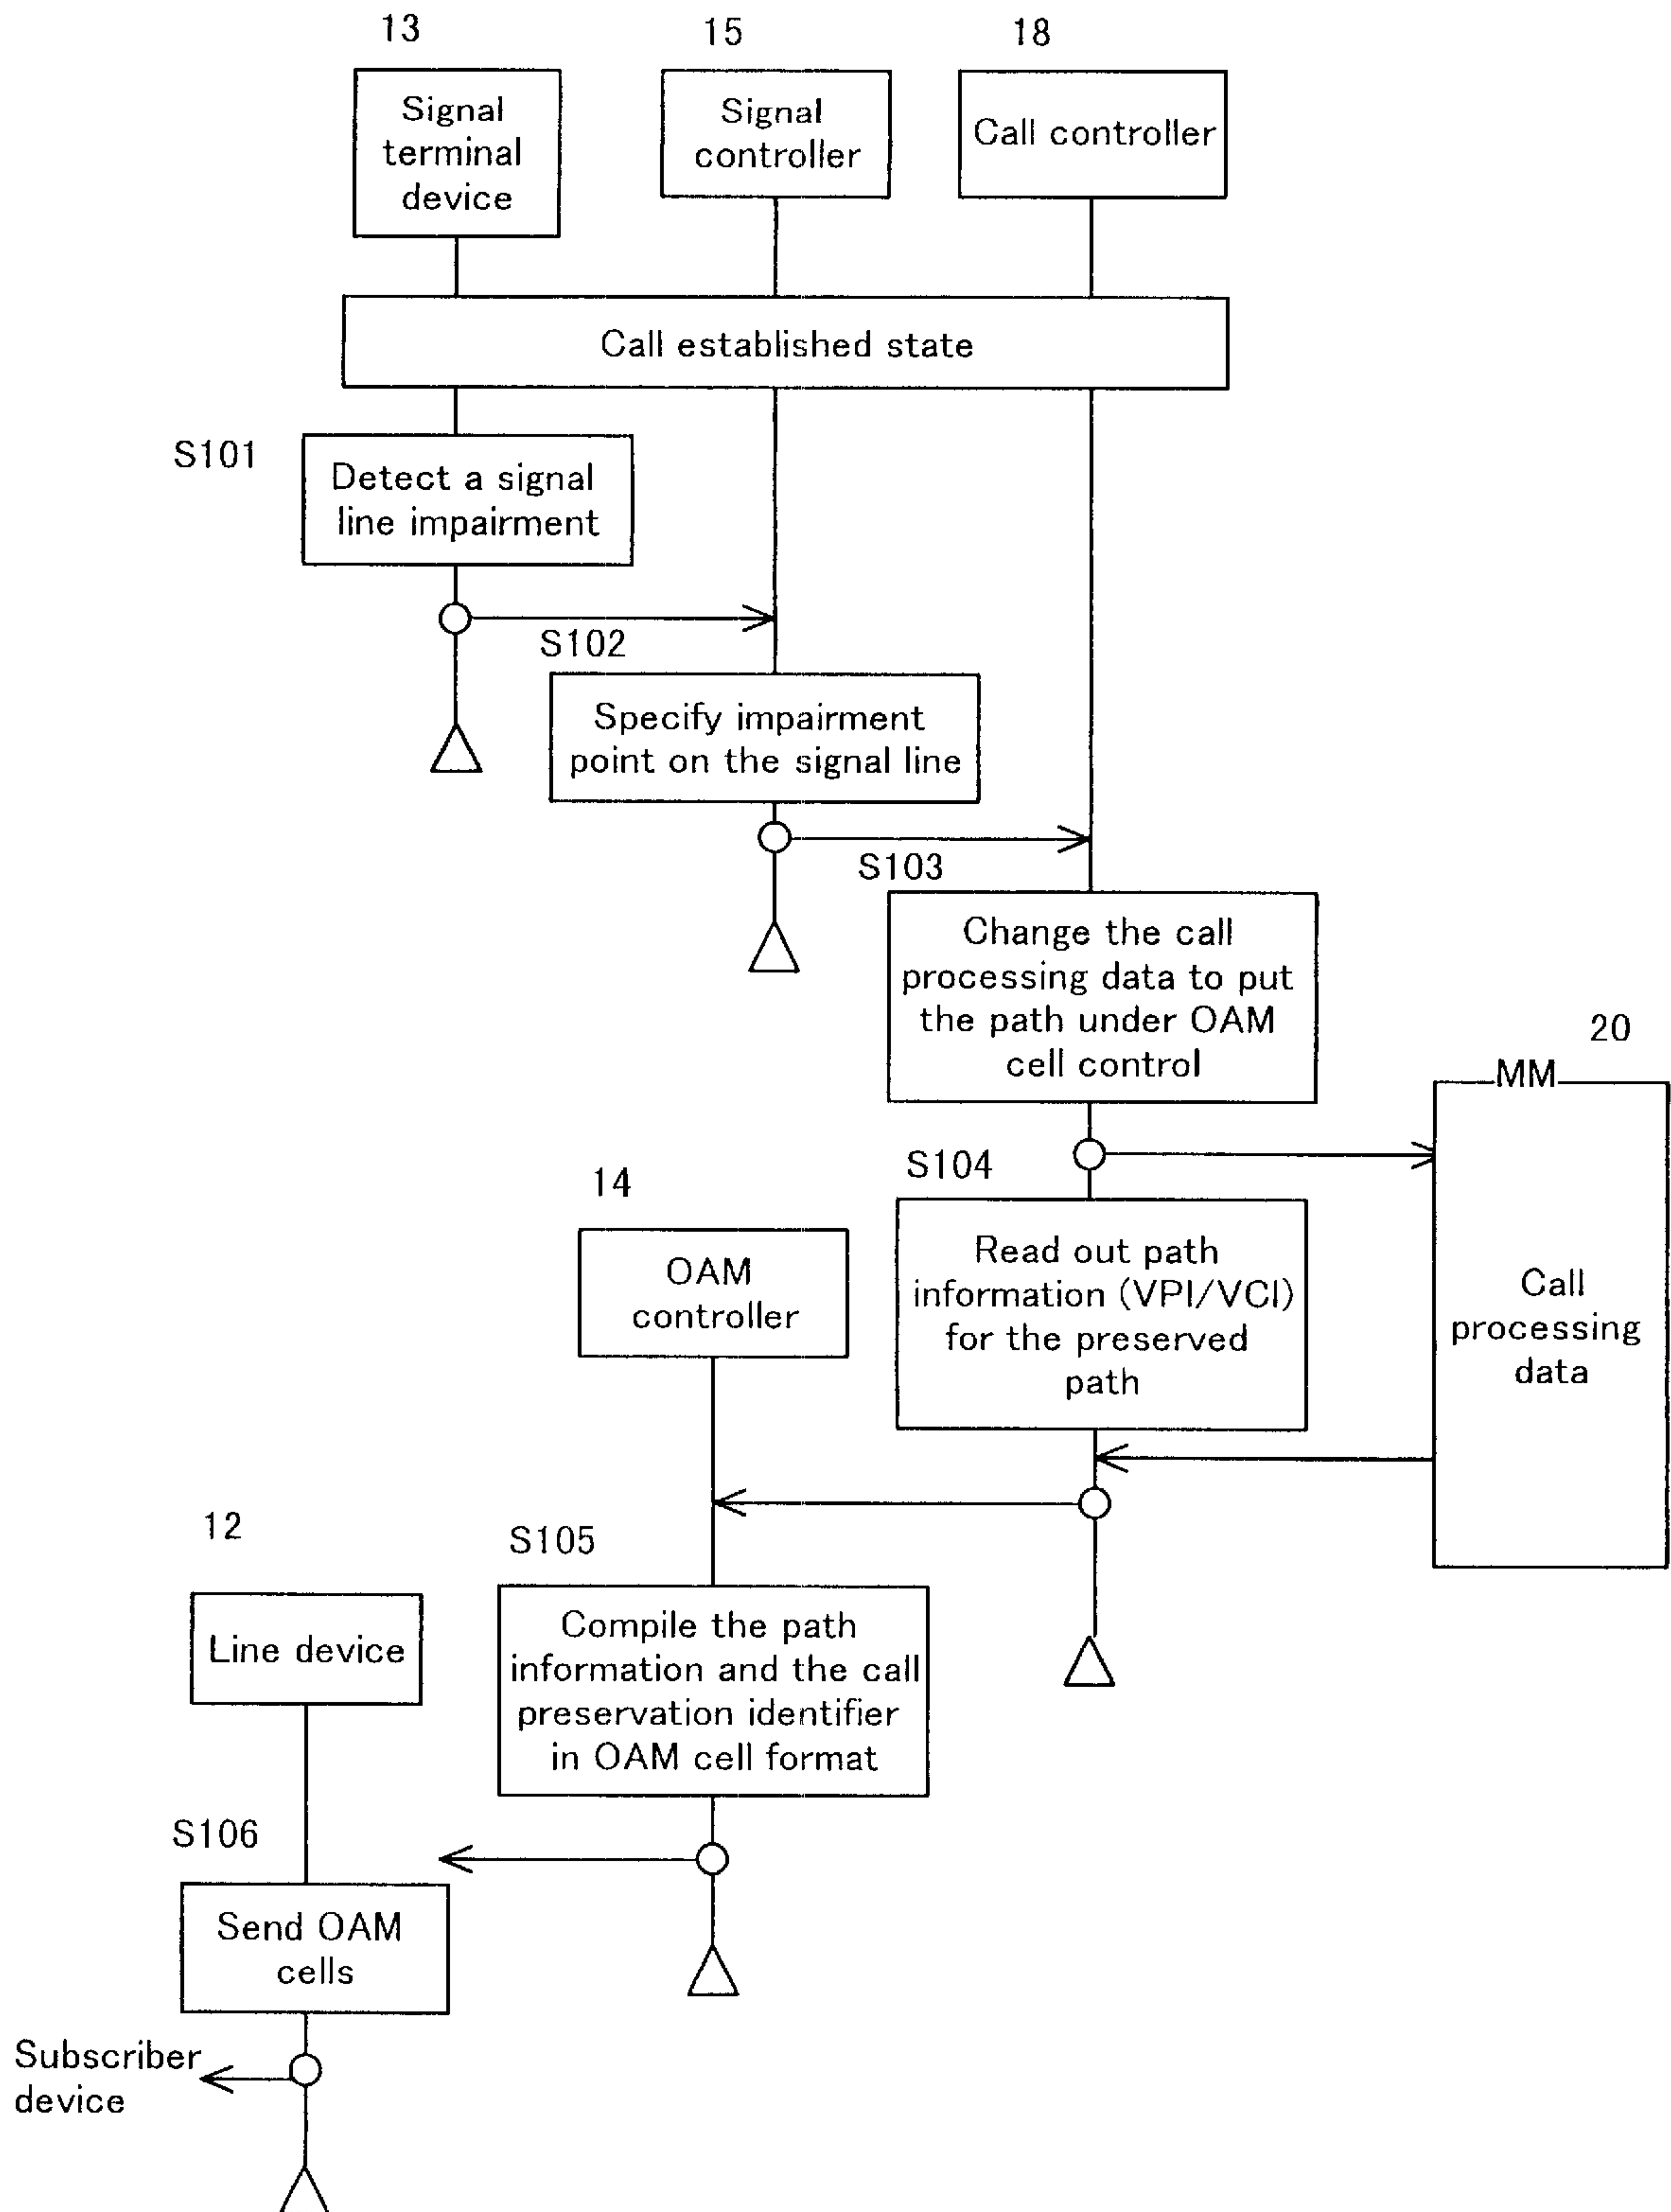 13
15
18
Signal
terminal
device
Signal
controller
Call controller
Call established state
S101
Detect a signal
line impairment
S102
Specify impairment
point on the signal line
S103
Change the call
processing data to put
the path under OAM
cell control
20
MM
Call
processing
data
S104
Read out path
information (VPI/VCI)
for the preserved
path
14
OAM
controller
S105
Compile the path
information and the call
preservation identifier
in OAM cell format
12
Line device
S106
Send OAM
cells
Subscriber
device